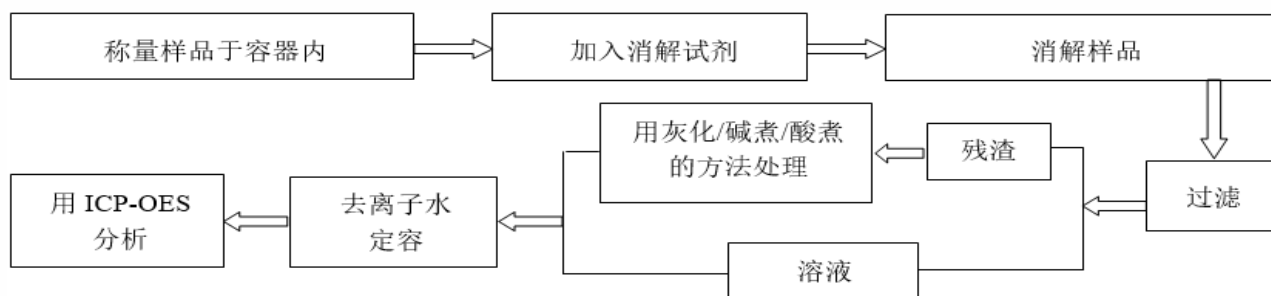 称量样品于容器内
加入消解试剂
消解样品
过滤
残渣
用灰化/碱煮/酸煮
的方法处理
溶液
去离子水
定容
用 ICP-OES
分析